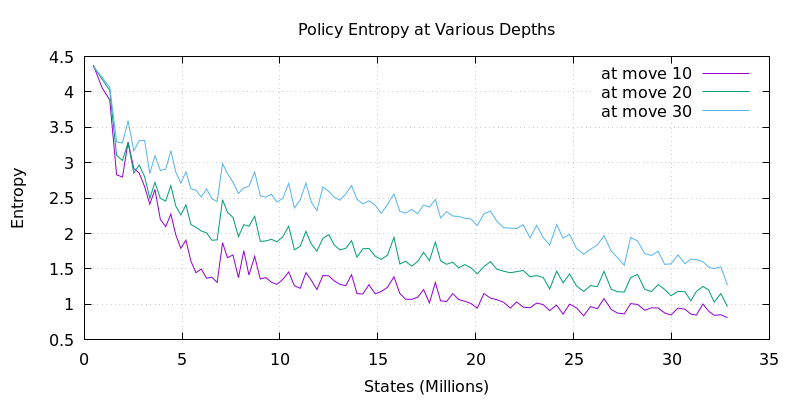 Policy Entropy at Various Depths
4.5
4
3.5
3
2.5
2
1.5
1
0.5
Entropy
at move 10
at move 20
at move 30
0 5 10 15 20 25 30 35
States (Millions)